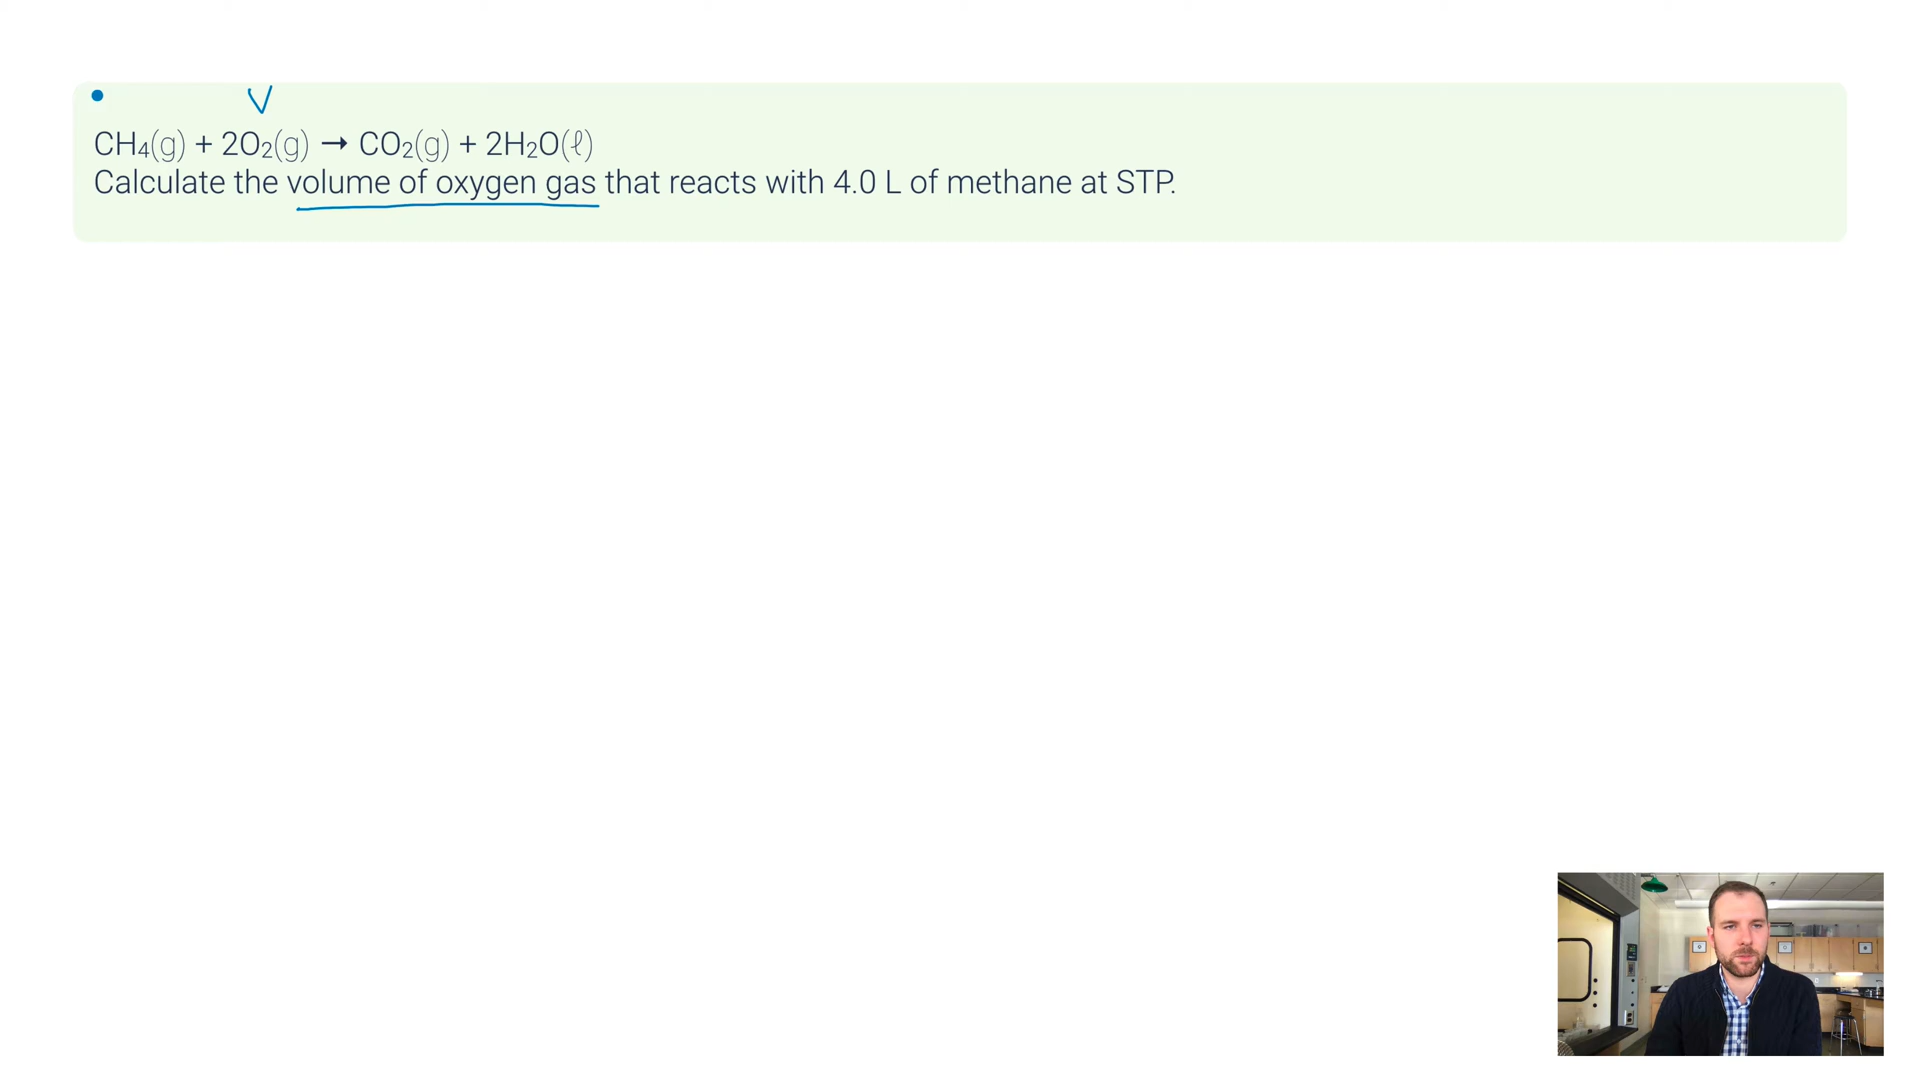 V
CH₄(g) + 2O₂(g) → CO₂(g) + 2H₂O(ℓ)
Calculate the volume of oxygen gas that reacts with 4.0 L of methane at STP.